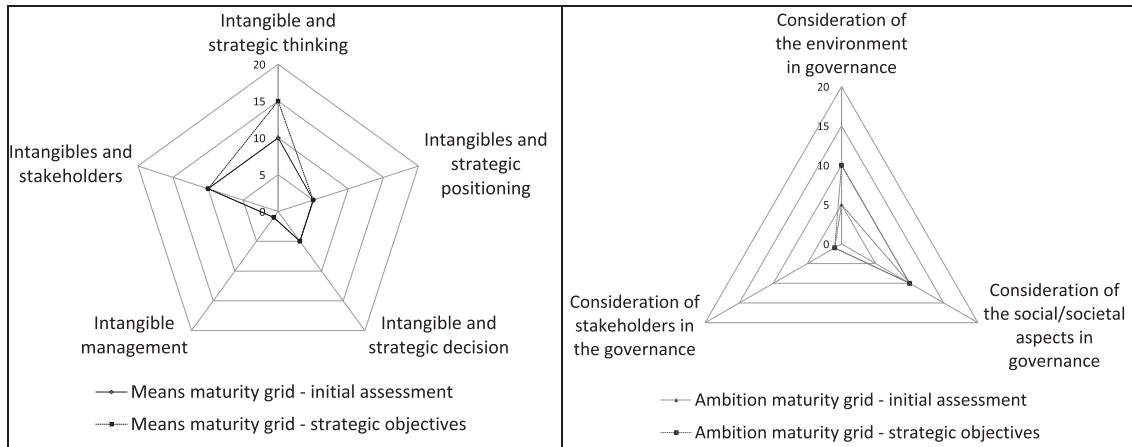 Intangible and
strategic thinking
20
15
10
5
0
Intangibles and
strategic
positioning
Intangible and
strategic decision
Intangible
management
Intangibles and
stakeholders
Means maturity grid - initial assessment
Means maturity grid - strategic objectives
Consideration of
the environment
in governance
20
15
10
5
0
Consideration of
the social/societal
aspects in
governance
Consideration of
stakeholders in
the governance
Ambition maturity grid - initial assessment
Ambition maturity grid - strategic objectives